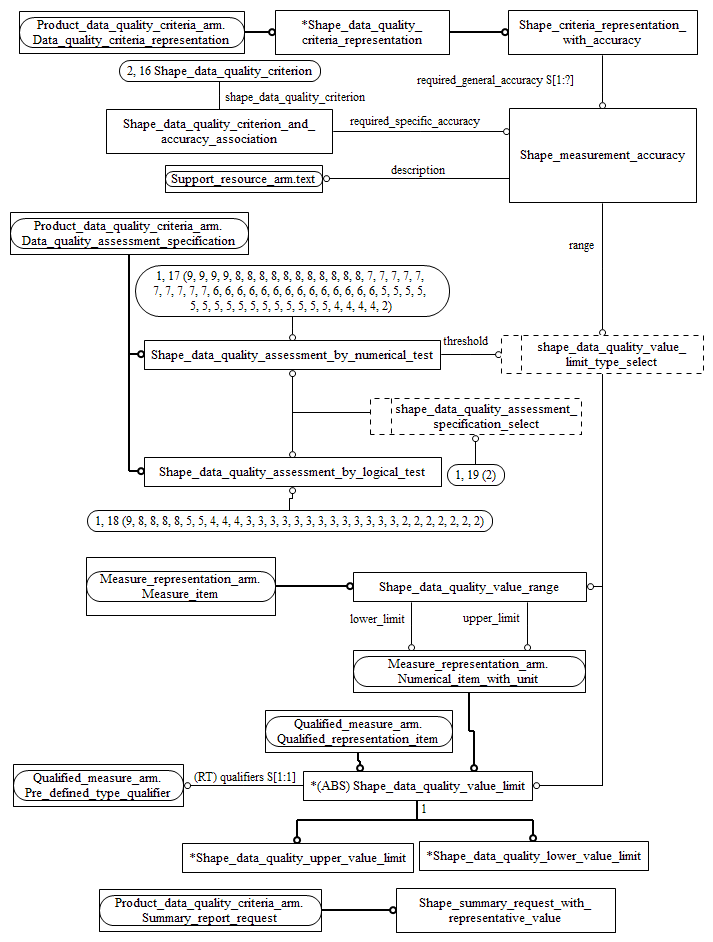 Product_data_quality_criteria_arm.
Data_quality_criteria_representation
*Shape_data_quality_
criteria_representation
Shape_criteria_representation_
with_accuracy
2, 16 Shape_data_quality_criterion
required_general_accuracy S[1:?]
shape_data_quality_criterion
Shape_data_quality_criterion_and_
accuracy_association
required_specific_accuracy
Shape_measurement_accuracy
description
Support_resource_arm.text
Product_data_quality_criteria_arm.
Data_quality_assessment_specification
range
1, 17 (9, 9, 9, 9, 8, 8, 8, 8, 8, 8, 8, 8, 8, 8, 8, 7, 7, 7, 7, 7,
7, 7, 7, 7, 7, 6, 6, 6, 6, 6, 6, 6, 6, 6, 6, 6, 6, 6, 6, 5, 5, 5, 5,
5, 5, 5, 5, 5, 5, 5, 5, 5, 5, 5, 5, 4, 4, 4, 4, 2)
threshold
Shape_data_quality_assessment_by_numerical_test
shape_data_quality_value_
limit_type_select
shape_data_quality_assessment_
specification_select
Shape_data_quality_assessment_by_logical_test
1, 19 (2)
1, 18 (9, 8, 8, 8, 8, 5, 5, 4, 4, 4, 3, 3, 3, 3, 3, 3, 3, 3, 3, 3, 3, 3, 3, 2, 2, 2, 2, 2, 2, 2)
Measure_representation_arm.
Measure_item
Shape_data_quality_value_range
lower_limit
upper_limit
Measure_representation_arm.
Numerical_item_with_unit
Qualified_measure_arm.
Qualified_representation_item
Qualified_measure_arm.
Pre_defined_type_qualifier
(RT) qualifiers S[1:1]
*(ABS) Shape_data_quality_value_limit
1
*Shape_data_quality_upper_value_limit
*Shape_data_quality_lower_value_limit
Product_data_quality_criteria_arm.
Summary_report_request
Shape_summary_request_with_
representative_value